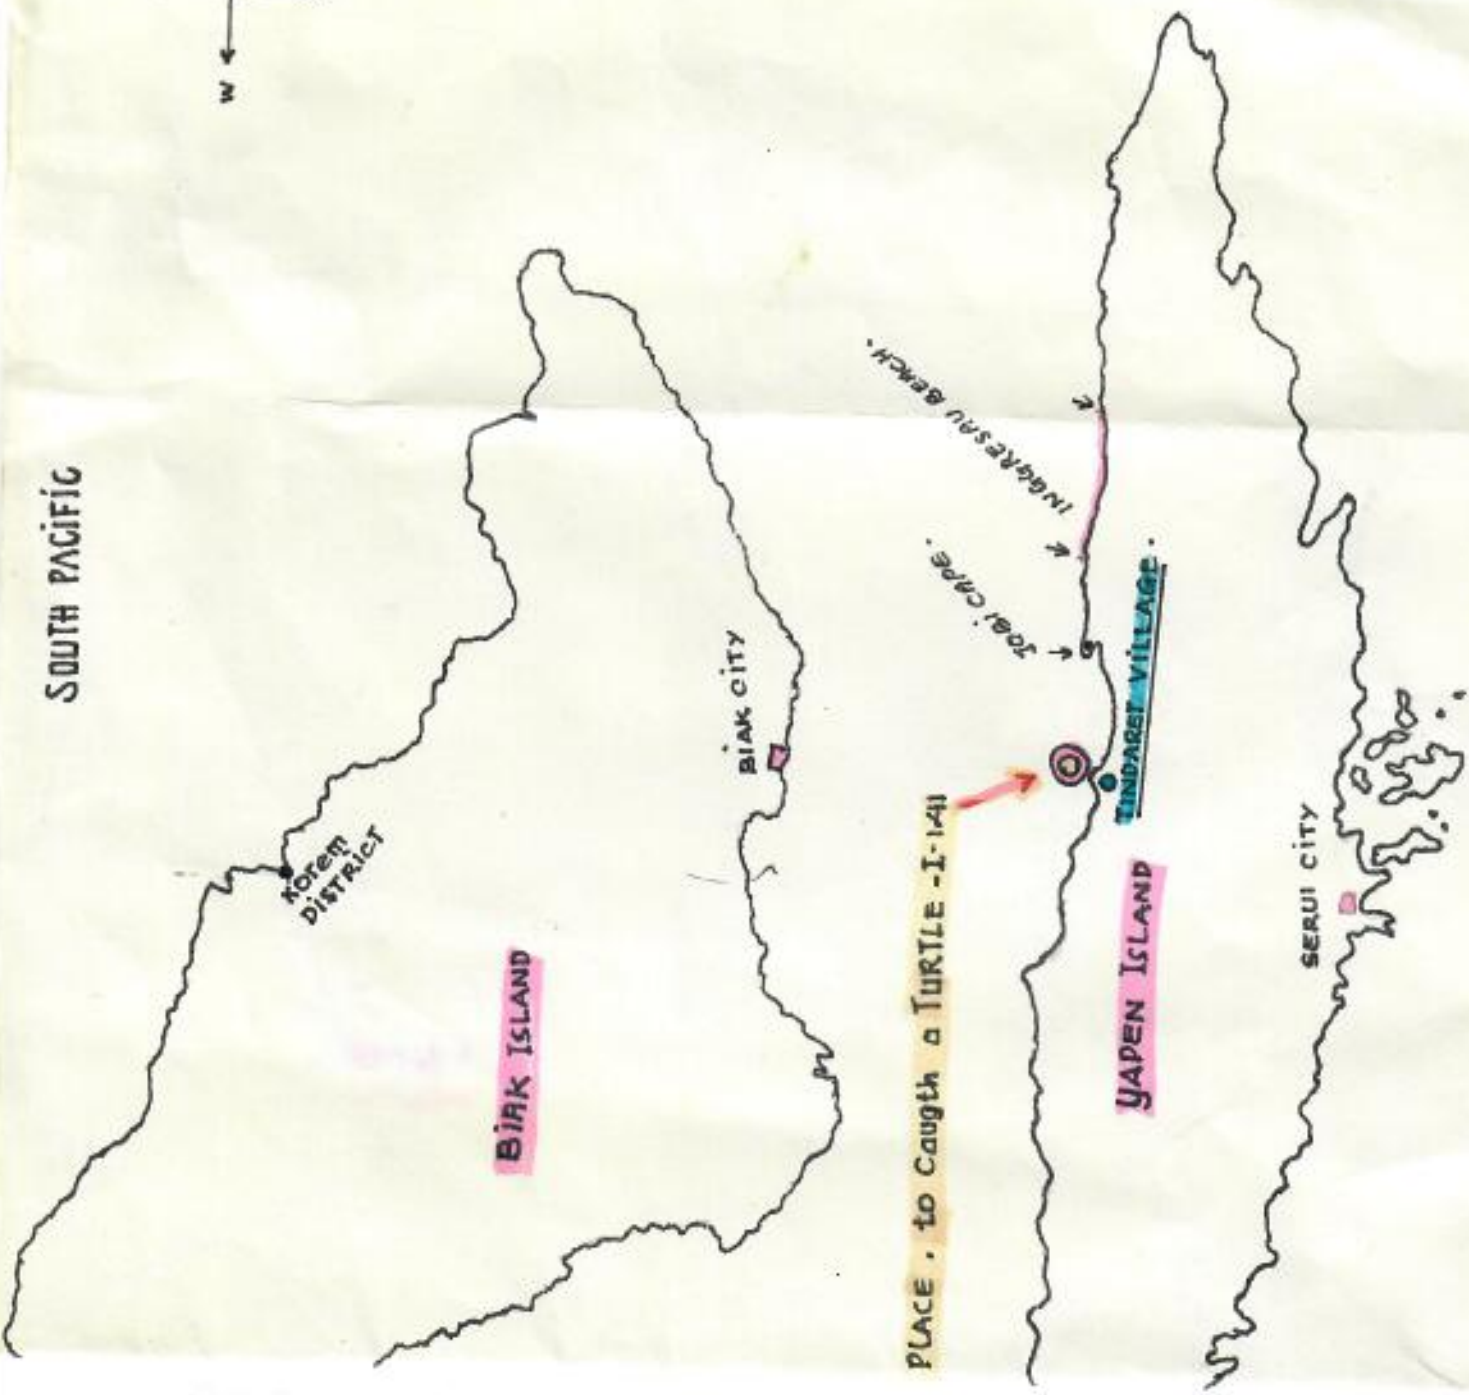 W
SOUTH PACIFIC
KOREM
DISTRICT
BIAK CITY
BIAK ISLAND
INGGRESAU BEACH.
JOBI CAPE.
PLACE. to Caugth a TURTLE -I-141
TINDARET VILLAGE.
YAPEN ISLAND
SERUI CITY